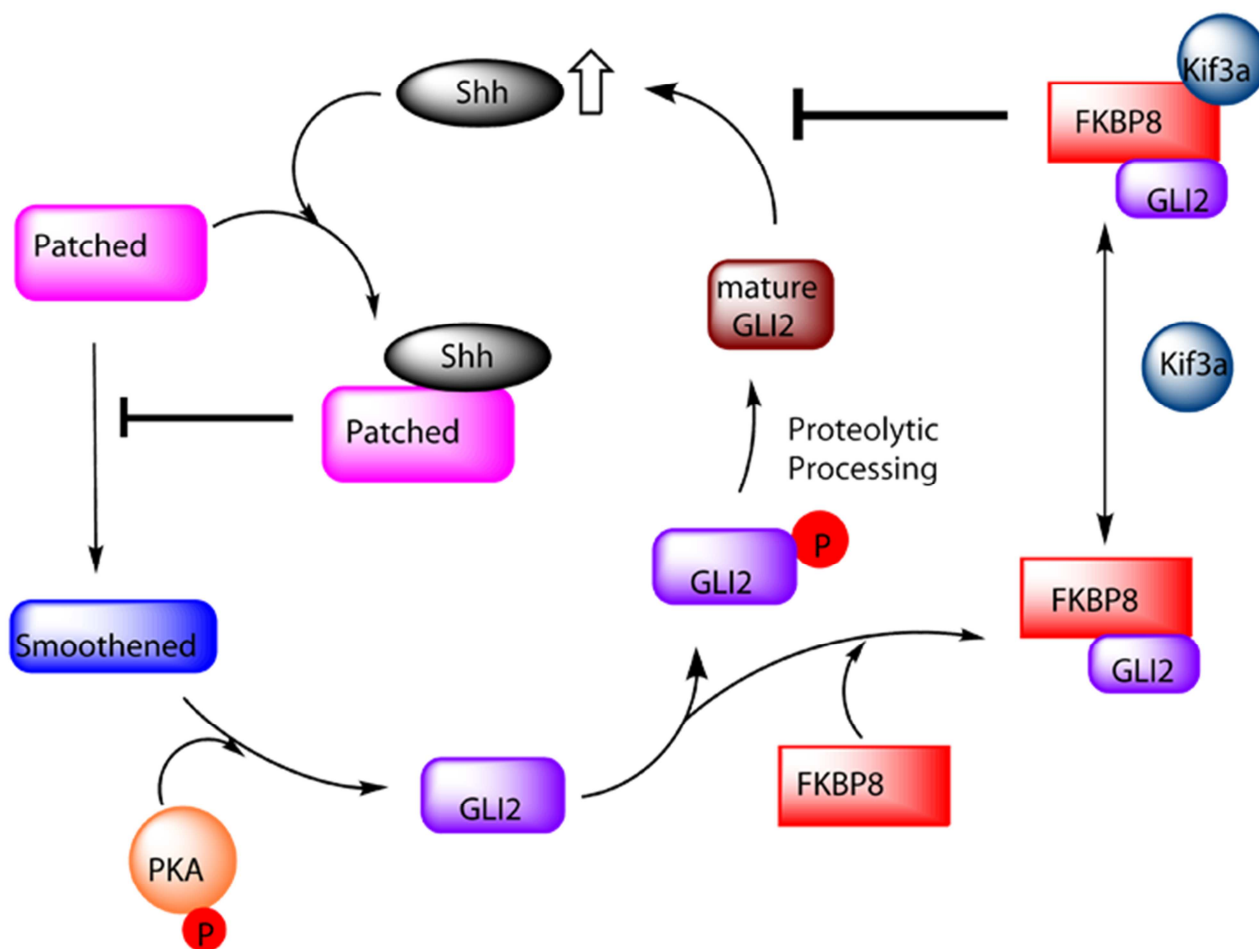 Kif3a
Shh
FKBP8
GLI2
Patched
mature
GLI2
Shh
Kif3a
Patched
Proteolytic
Processing
P
GLI2
FKBP8
Smoothened
GLI2
FKBP8
GLI2
PKA
P